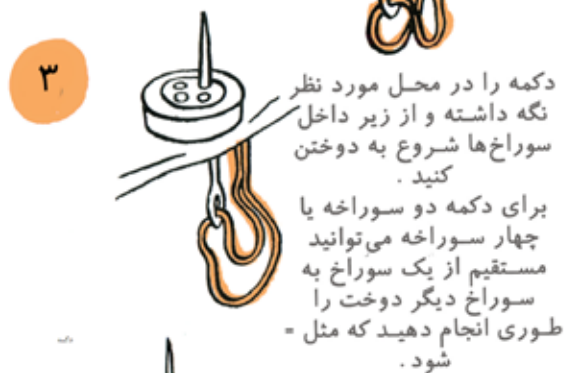 ۳
دکمه را در محل مورد نظر
نگه داشته و از زیر داخل
سوراخ‌ها شروع به دوختن
کنید .
برای دکمه دو سوراخه یا
چهار سوراخه می‌توانید
مستقیم از یک سوراخ به
سوراخ دیگر دوخت را
طوری انجام دهید که مثل =
شود .